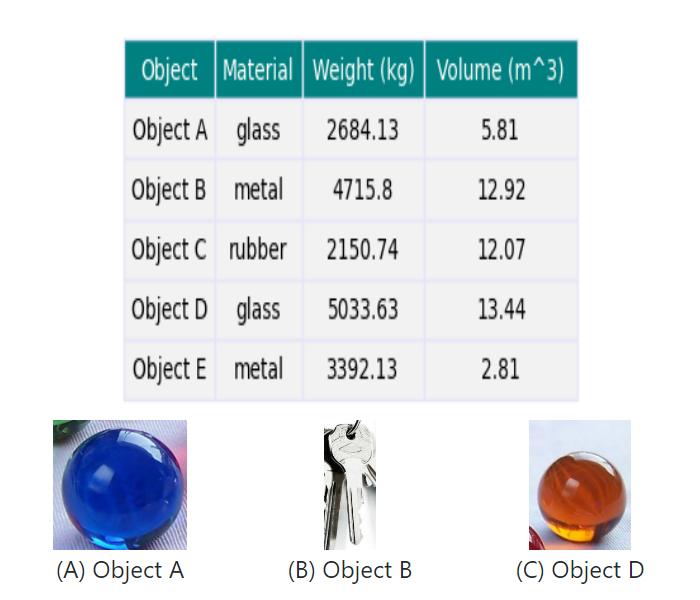 Object Material Weight (kg) Volume (m^3)
Object A glass 2684.13 5.81
Object B metal 4715.8 12.92
Object C rubber 2150.74 12.07
Object D glass 5033.63 13.44
Object E metal 3392.13 2.81
(A) Object A (B) Object B (C) Object D